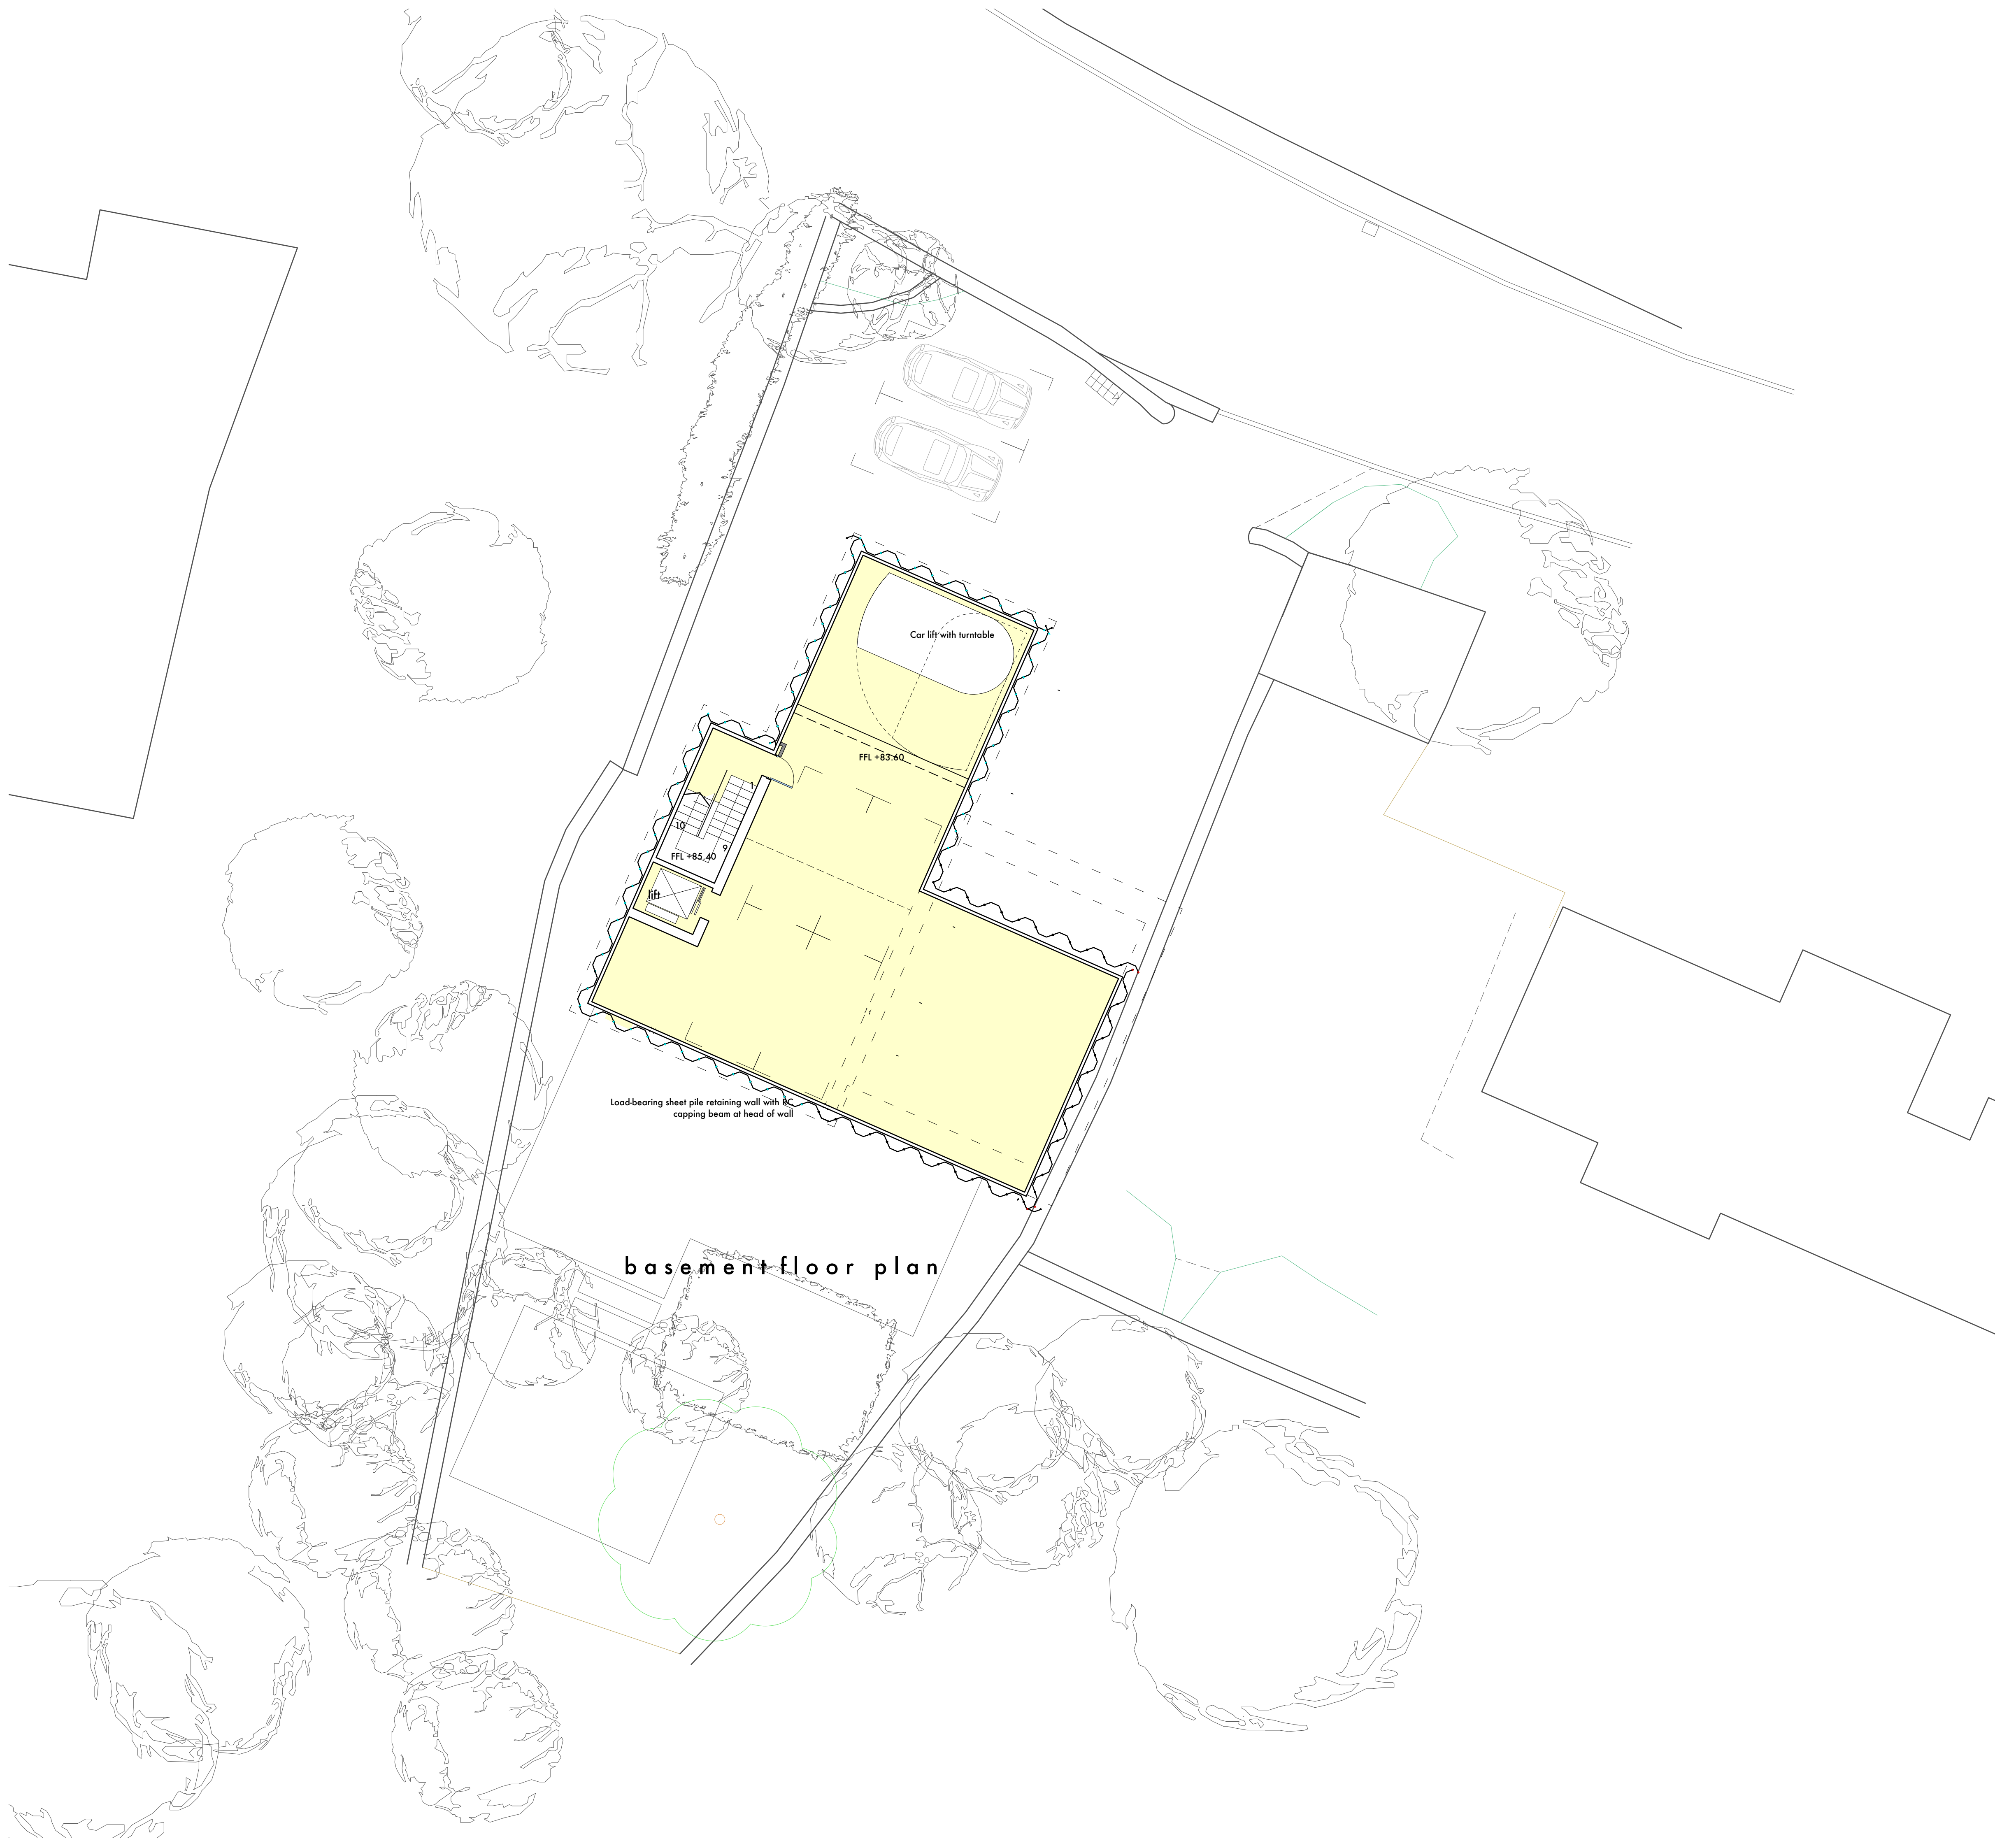 Car lift with turntable
FFL +83.60
1
10
9
FFL +85.40
lift
Load-bearing sheet pile retaining wall with RC
capping beam at head of wall
basement floor plan